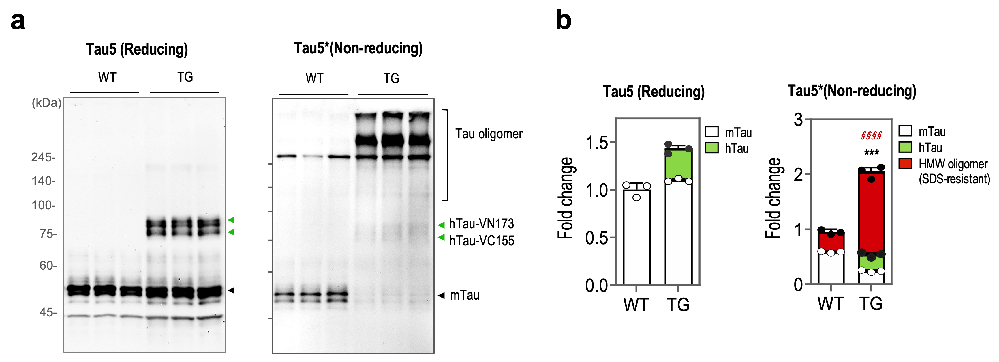 a
Tau5 (Reducing)
WT
TG
(kDa)
245-
140-
100-
75-
60-
45-
Tau5*(Non-reducing)
WT
TG
Tau oligomer
hTau-VN173
hTau-VC155
mTau
b
Tau5 (Reducing)
Fold change
1.5
1.0
0.5
0.0
WT
TG
mTau
hTau
Tau5*(Non-reducing)
Fold change
3
2
1
0
§§§§
***
WT
TG
mTau
hTau
HMW oligomer
(SDS-resistant)